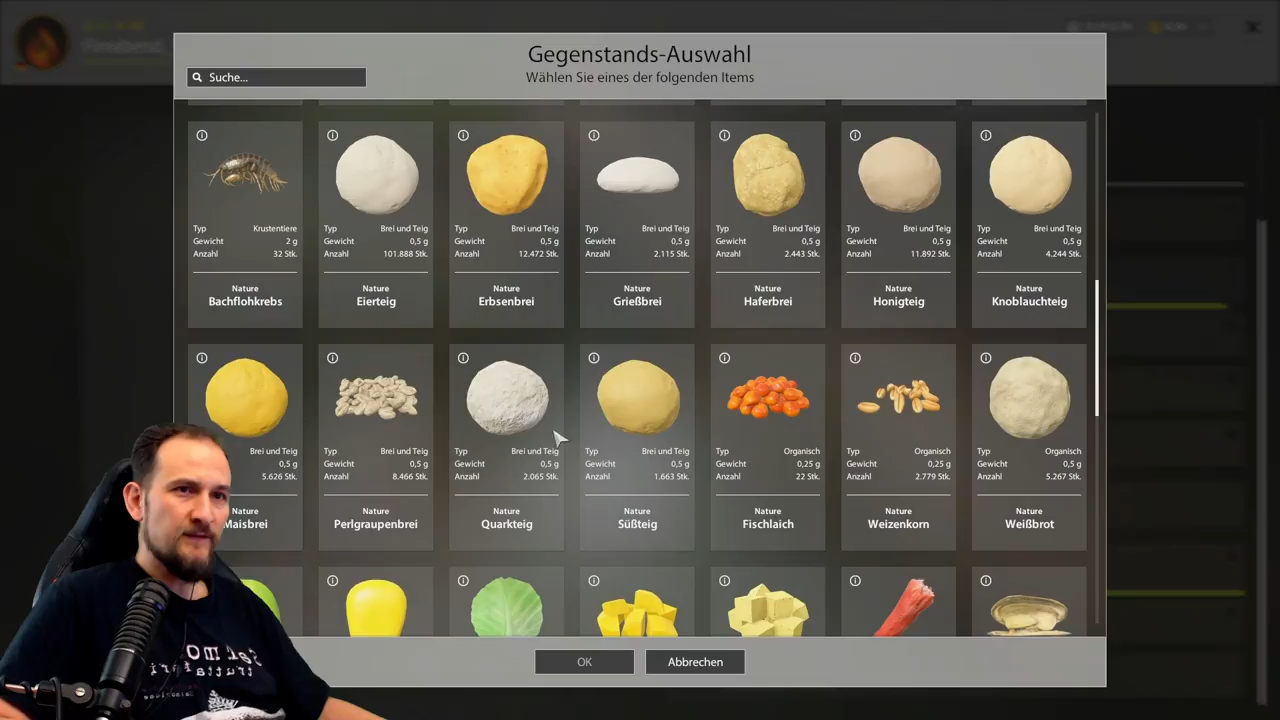 Gegenstands-Auswahl
Suche...
Wählen Sie eines der folgenden Items
Typ Krustentiere
Gewicht 2 g
Anzahl 32 Stk.
Nature
Bachflohkrebs
Typ Brei und Teig
Gewicht 0,5 g
Anzahl 101.888 Stk.
Nature
Eierteig
Typ Brei und Teig
Gewicht 0,5 g
Anzahl 12.472 Stk.
Nature
Erbsenbrei
Typ Brei und Teig
Gewicht 0,5 g
Anzahl 2.115 Stk.
Nature
Grießbrei
Typ Brei und Teig
Gewicht 0,5 g
Anzahl 2.443 Stk.
Nature
Haferbrei
Typ Brei und Teig
Gewicht 0,5 g
Anzahl 11.892 Stk.
Nature
Honigteig
Typ Brei und Teig
Gewicht 0,5 g
Anzahl 4.244 Stk.
Nature
Knoblauchteig
Brei und Teig
0,5 g
5.626 Stk.
Nature
Maisbrei
Typ Brei und Teig
Gewicht 0,5 g
Anzahl 8.466 Stk.
Nature
Perlgraupenbrei
Typ Brei und Teig
Gewicht 0,5 g
Anzahl 2.065 Stk.
Nature
Quarkteig
Typ Brei und Teig
Gewicht 0,5 g
Anzahl 1.663 Stk.
Nature
Süßteig
Typ Organisch
Gewicht 0,25 g
Anzahl 22 Stk.
Nature
Fischlaich
Typ Organisch
Gewicht 0,25 g
Anzahl 2.779 Stk.
Nature
Weizenkorn
Typ Organisch
Gewicht 0,5 g
Anzahl 5.267 Stk.
Nature
Weißbrot
OK
Abbrechen